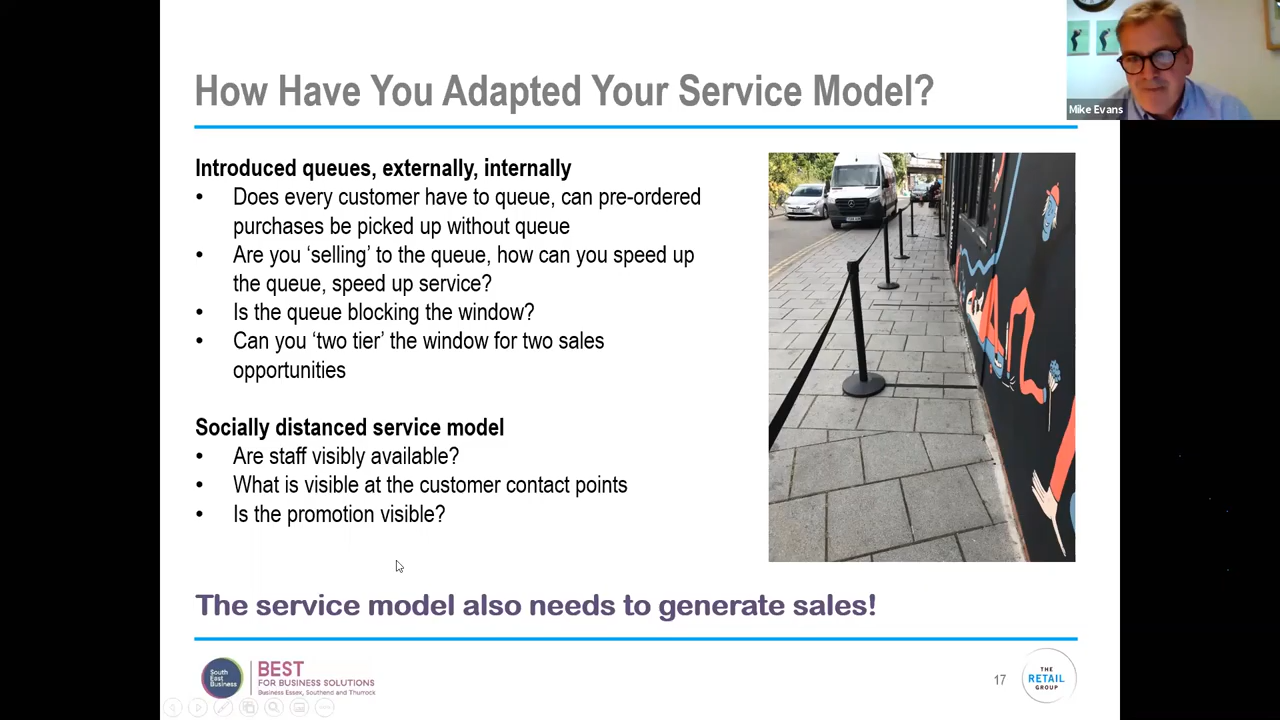 How Have You Adapted Your Service Model?
Mike Evans
Introduced queues, externally, internally
• Does every customer have to queue, can pre-ordered
purchases be picked up without queue
• Are you ‘selling’ to the queue, how can you speed up
the queue, speed up service?
• Is the queue blocking the window?
• Can you ‘two tier’ the window for two sales
opportunities
Socially distanced service model
• Are staff visibly available?
• What is visible at the customer contact points
• Is the promotion visible?
The service model also needs to generate sales!
South
East
Business
BEST
FOR BUSINESS SOLUTIONS
Business Essex, Southend and Thurrock
17
THE
RETAIL
GROUP